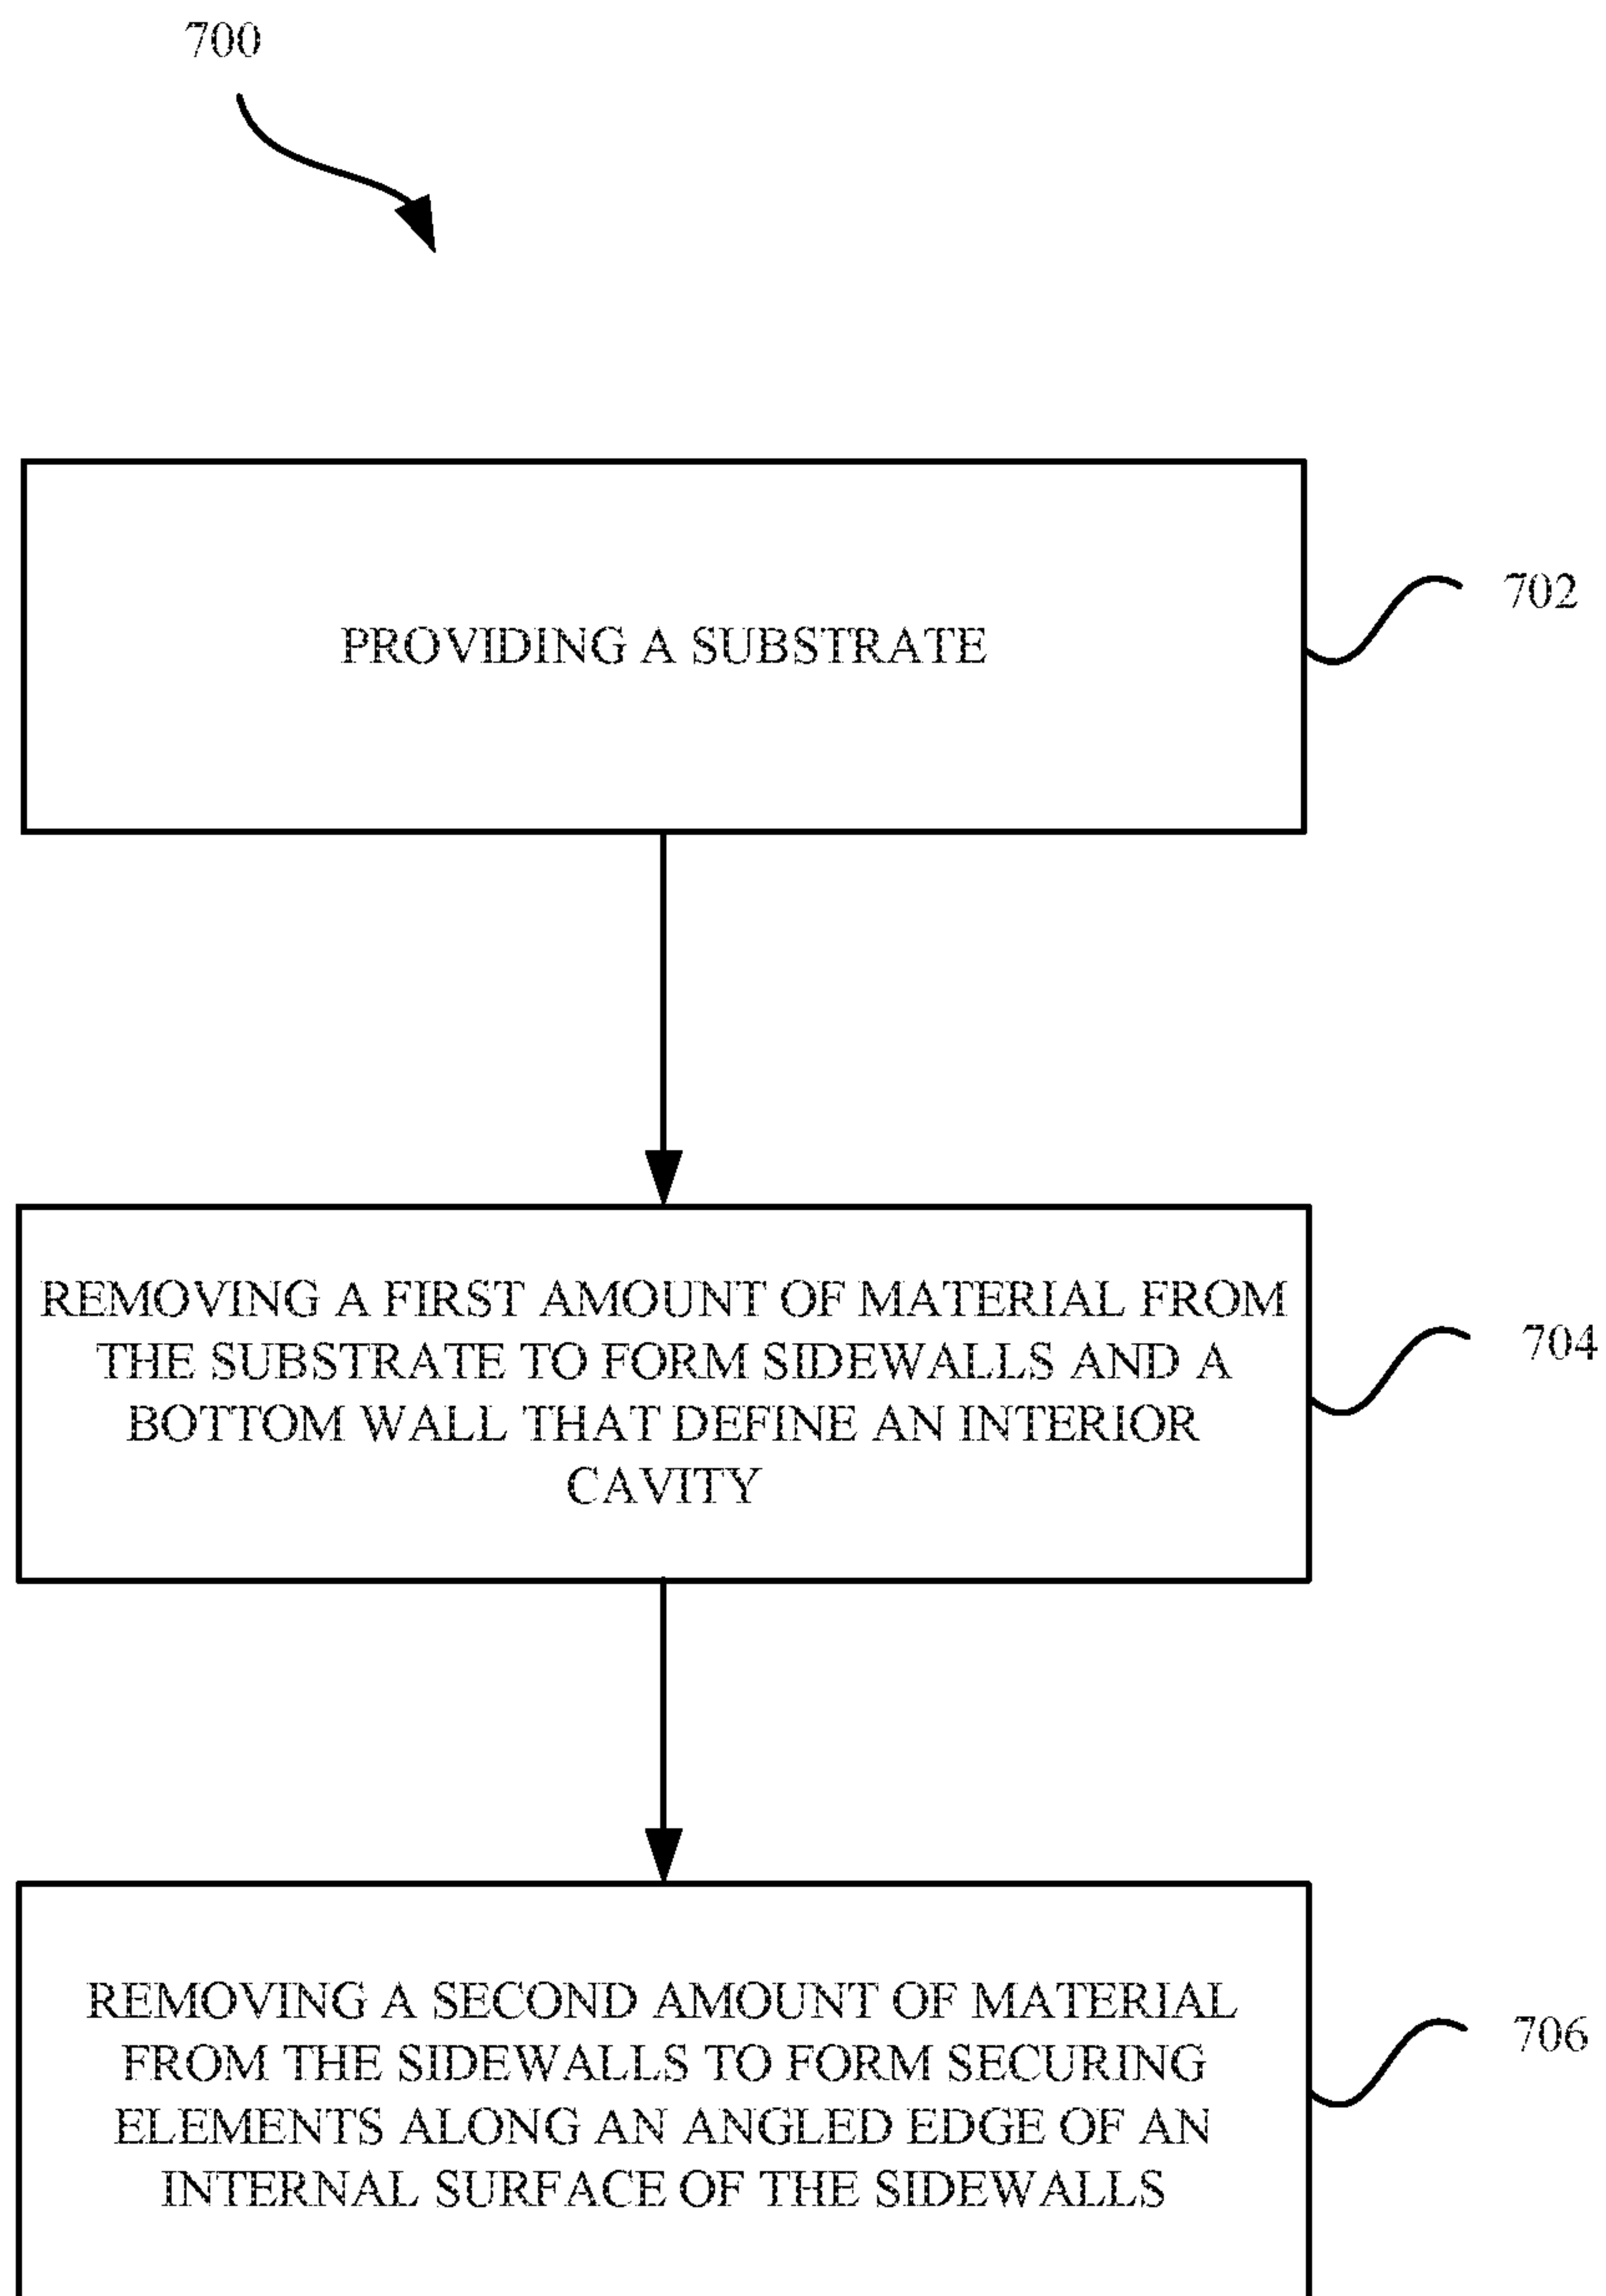 700
PROVIDING A SUBSTRATE
702
REMOVING A FIRST AMOUNT OF MATERIAL FROM
THE SUBSTRATE TO FORM SIDEWALLS AND A
BOTTOM WALL THAT DEFINE AN INTERIOR
CAVITY
704
REMOVING A SECOND AMOUNT OF MATERIAL
FROM THE SIDEWALLS TO FORM SECURING
ELEMENTS ALONG AN ANGLED EDGE OF AN
INTERNAL SURFACE OF THE SIDEWALLS
706